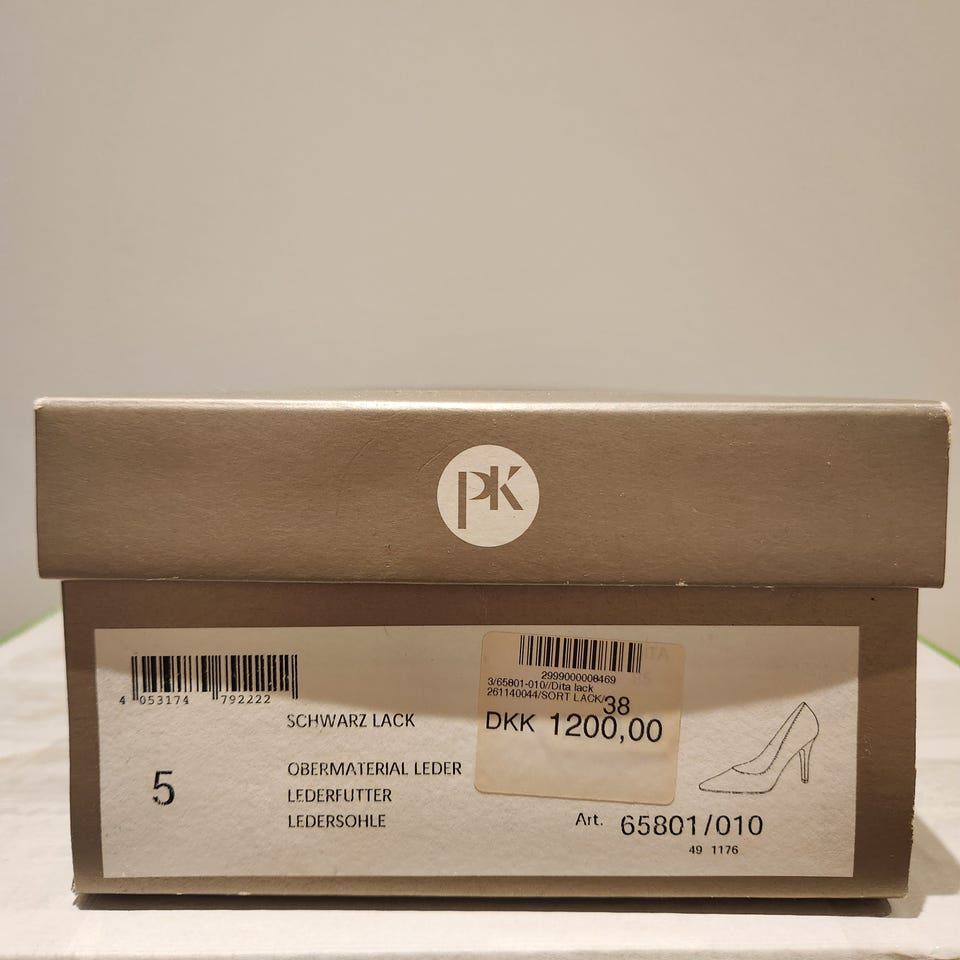 PK
4 053174 792222
SCHWARZ LACK
5
OBERMATERIAL LEDER
LEDERFUTTER
LEDERSOHLE
2999000008469
3/65801-010//Dita lack
261140044/SORT LACK/38
DKK 1200,00
Art. 65801/010
49 1176